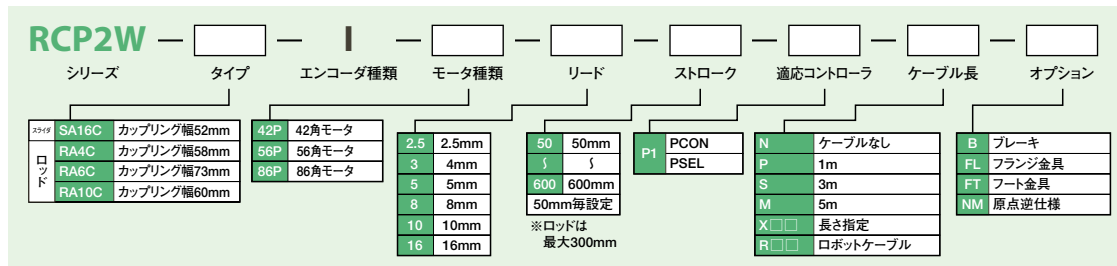 RCP2W — □ — I — □ — □ — □ — □ — □ — □
シリーズ タイプ エンコーダ種類 モータ種類 リード ストローク 適応コントローラ ケーブル長 オプション
スライダ SA16C カップリング幅52mm
ロッド RA4C カップリング幅58mm
RA6C カップリング幅73mm
RA10C カップリング幅60mm
42P 42角モータ
56P 56角モータ
86P 86角モータ
2.5 2.5mm
3 4mm
5 5mm
8 8mm
10 10mm
16 16mm
50 50mm
〜 〜
600 600mm
50mm毎設定
※ロッドは
最大300mm
P1 PCON
PSEL
N ケーブルなし
P 1m
S 3m
M 5m
X□□ 長さ指定
R□□ ロボットケーブル
B ブレーキ
FL フランジ金具
FT フート金具
NM 原点逆仕様